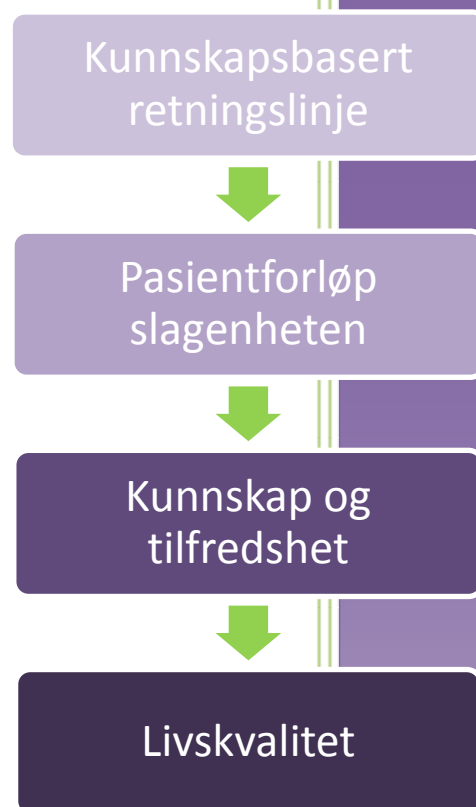 Kunnskapsbasert
retningslinje
Pasientforløp
slagenheten
Kunnskap og
tilfredshet
Livskvalitet